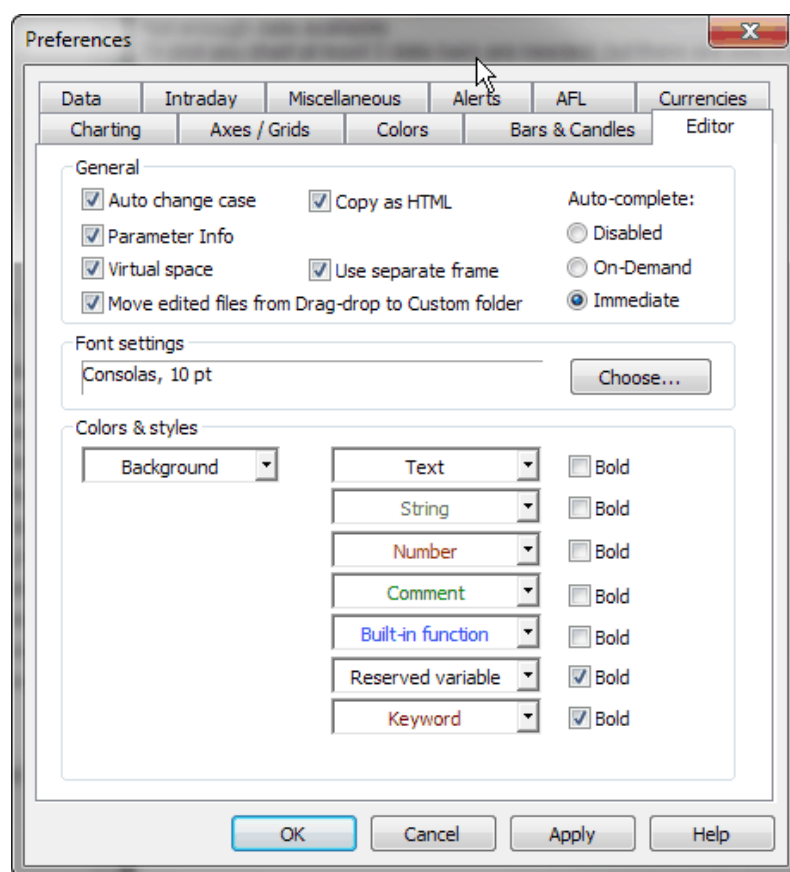 Preferences
Data Intraday Miscellaneous Alerts AFL Currencies
Charting Axes / Grids Colors Bars & Candles Editor
General
Auto change case Copy as HTML Auto-complete:
Parameter Info Disabled
Virtual space Use separate frame On-Demand
Move edited files from Drag-drop to Custom folder Immediate
Font settings
Consolas, 10 pt Choose...
Colors & styles
Background Text Bold
String Bold
Number Bold
Comment Bold
Built-in function Bold
Reserved variable Bold
Keyword Bold
OK Cancel Apply Help